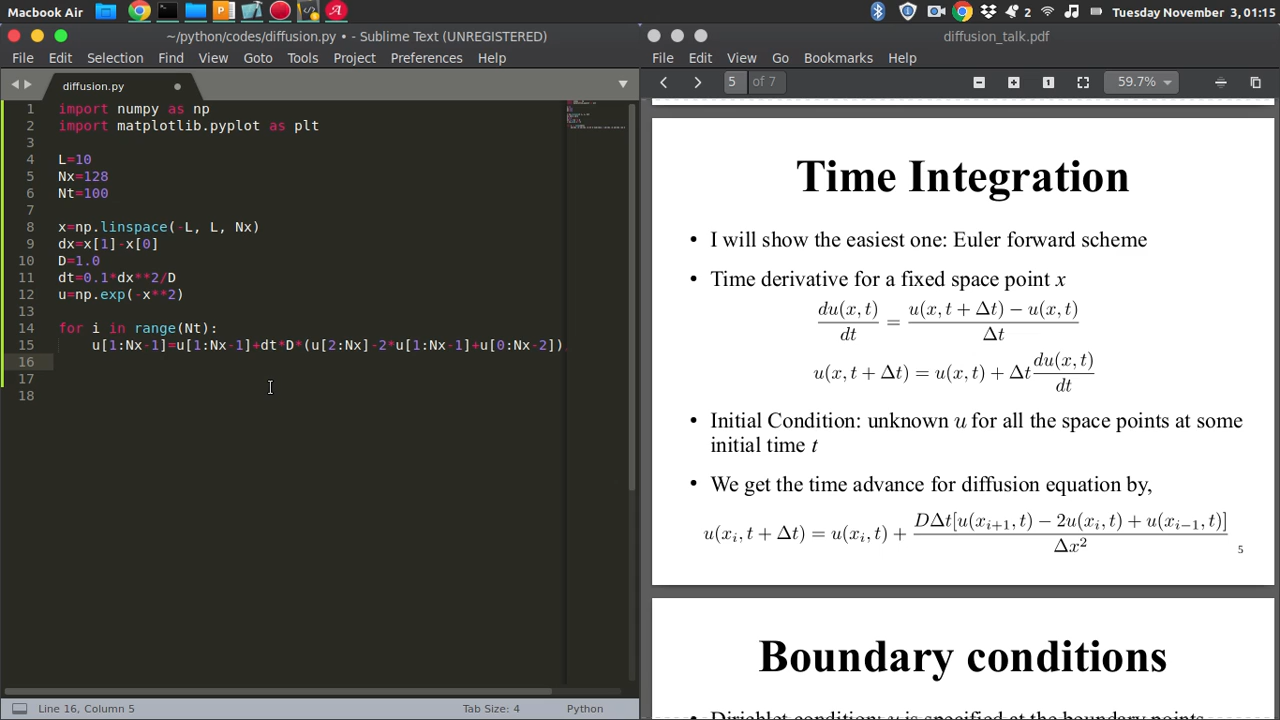 Macbook Air
2
Tuesday November 3, 01:15
~/python/codes/diffusion.py • - Sublime Text (UNREGISTERED)
File Edit Selection Find View Goto Tools Project Preferences Help
diffusion.py
1 import numpy as np
2 import matplotlib.pyplot as plt
3
4 L=10
5 Nx=128
6 Nt=100
7
8 x=np.linspace(-L, L, Nx)
9 dx=x[1]-x[0]
10 D=1.0
11 dt=0.1*dx**2/D
12 u=np.exp(-x**2)
13
14 for i in range(Nt):
15 u[1:Nx-1]=u[1:Nx-1]+dt*D*(u[2:Nx]-2*u[1:Nx-1]+u[0:Nx-2])
16
17
18
Line 16, Column 5
Tab Size: 4
Python
diffusion_talk.pdf
File Edit View Go Bookmarks Help
5 of 7
1
59.7%
Time Integration
• I will show the easiest one: Euler forward scheme
• Time derivative for a fixed space point x
du(x, t)/dt = (u(x, t + Δt) − u(x, t))/Δt
u(x, t + Δt) = u(x, t) + Δt du(x, t)/dt
• Initial Condition: unknown u for all the space points at some
initial time t
• We get the time advance for diffusion equation by,
u(xᵢ, t + Δt) = u(xᵢ, t) + DΔt[u(xᵢ₊₁, t) − 2u(xᵢ, t) + u(xᵢ₋₁, t)]/Δx²
5
Boundary conditions